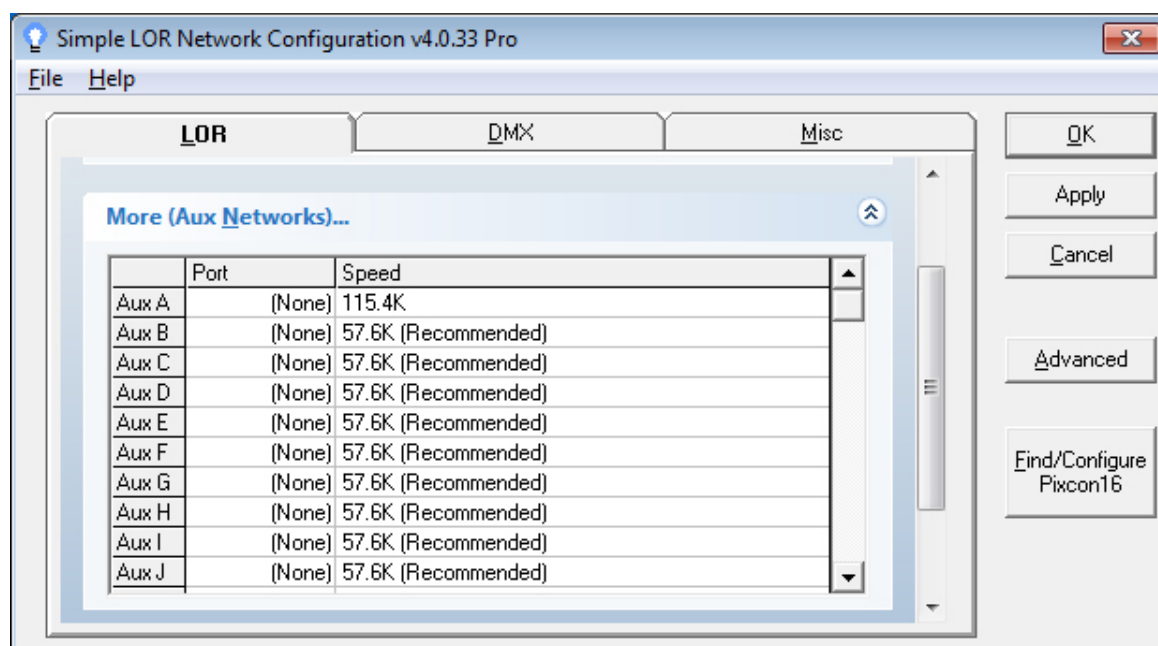 Simple LOR Network Configuration v4.0.33 Pro
File Help
LOR DMX Misc
OK
Apply
Cancel
Advanced
Find/Configure
Pixcon16
More (Aux Networks)...
Port Speed
Aux A (None) 115.4K
Aux B (None) 57.6K (Recommended)
Aux C (None) 57.6K (Recommended)
Aux D (None) 57.6K (Recommended)
Aux E (None) 57.6K (Recommended)
Aux F (None) 57.6K (Recommended)
Aux G (None) 57.6K (Recommended)
Aux H (None) 57.6K (Recommended)
Aux I (None) 57.6K (Recommended)
Aux J (None) 57.6K (Recommended)